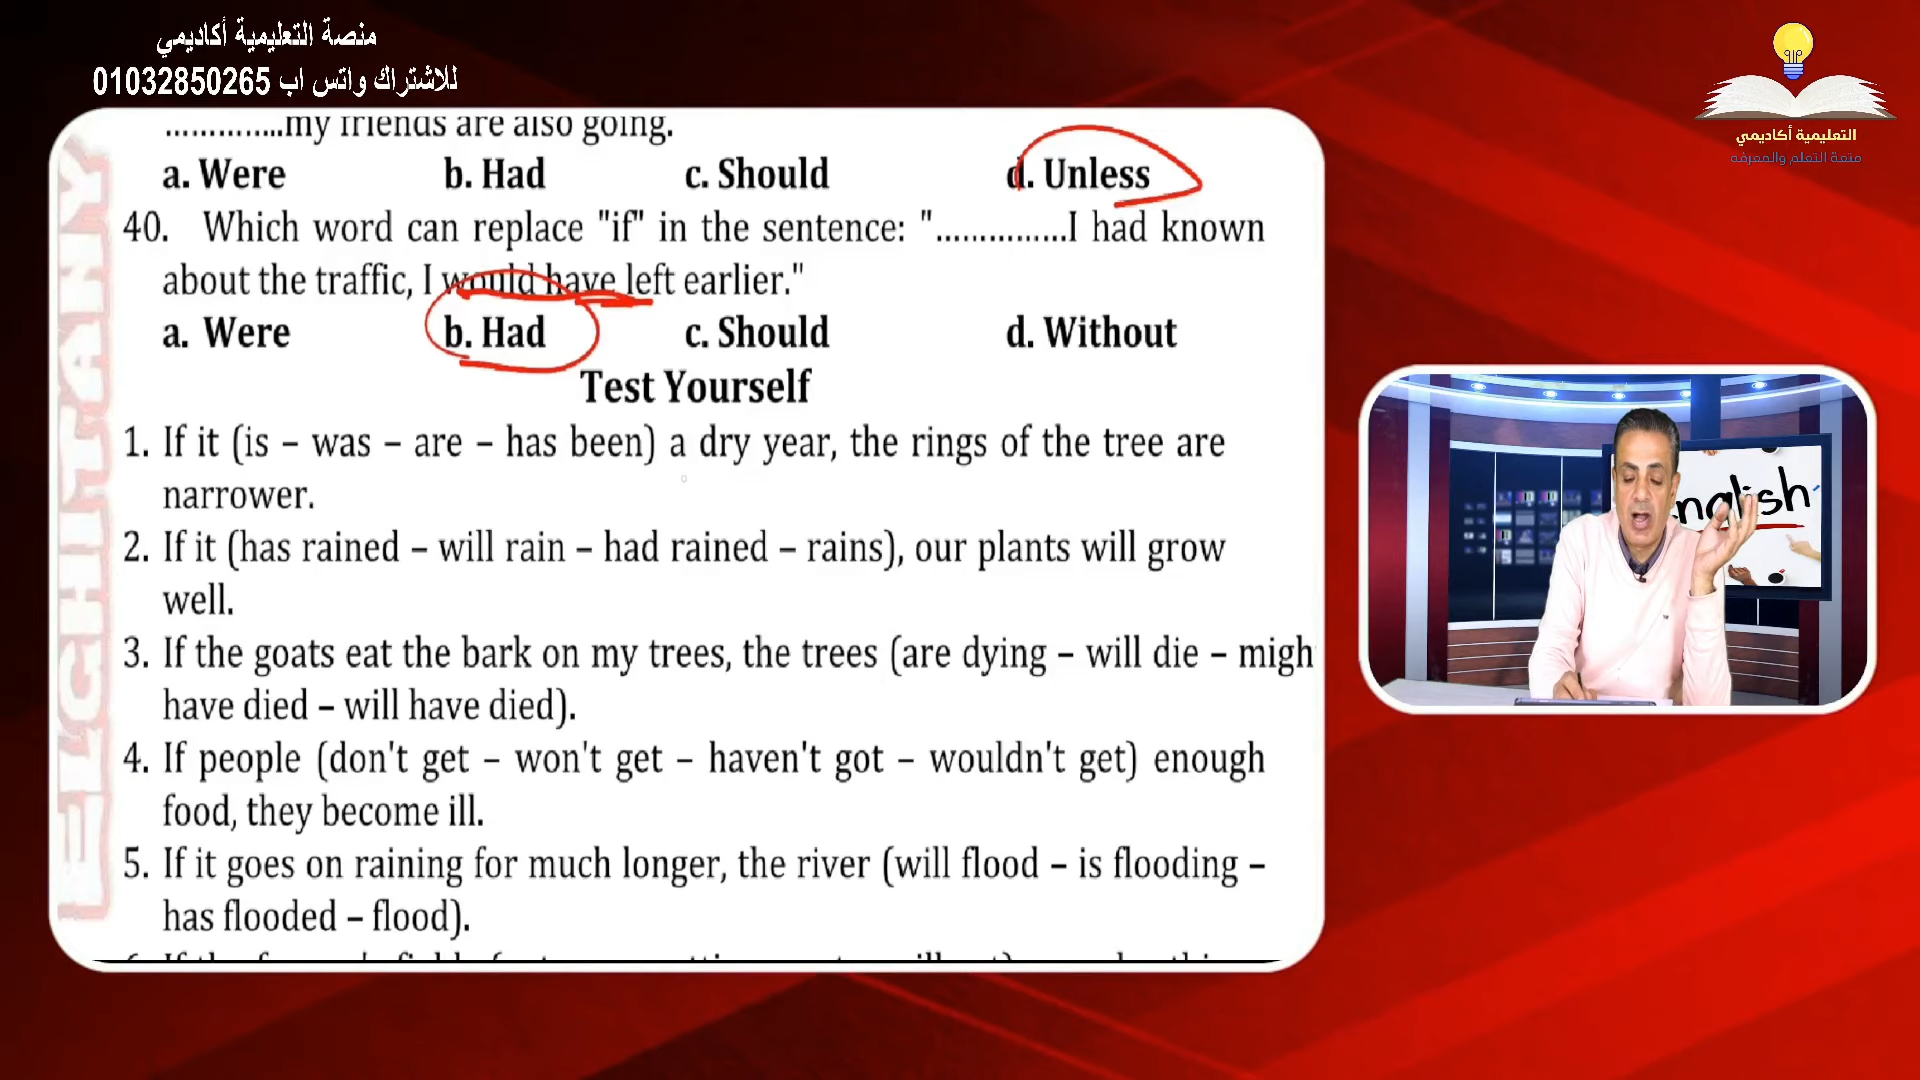 منصة التعليمية أكاديمي
للاشتراك واتس اب 01032850265
التعليمية أكاديمي
متعة التعلم والمعرفه
..............my friends are also going.
a. Were b. Had c. Should d. Unless
40. Which word can replace "if" in the sentence: "...............I had known
about the traffic, I would have left earlier."
a. Were b. Had c. Should d. Without
Test Yourself
1. If it (is – was – are – has been) a dry year, the rings of the tree are
narrower.
2. If it (has rained – will rain – had rained – rains), our plants will grow
well.
3. If the goats eat the bark on my trees, the trees (are dying – will die – migh
have died – will have died).
4. If people (don't get – won't get – haven't got – wouldn't get) enough
food, they become ill.
5. If it goes on raining for much longer, the river (will flood – is flooding –
has flooded – flood).
ELGHITANY
nglish